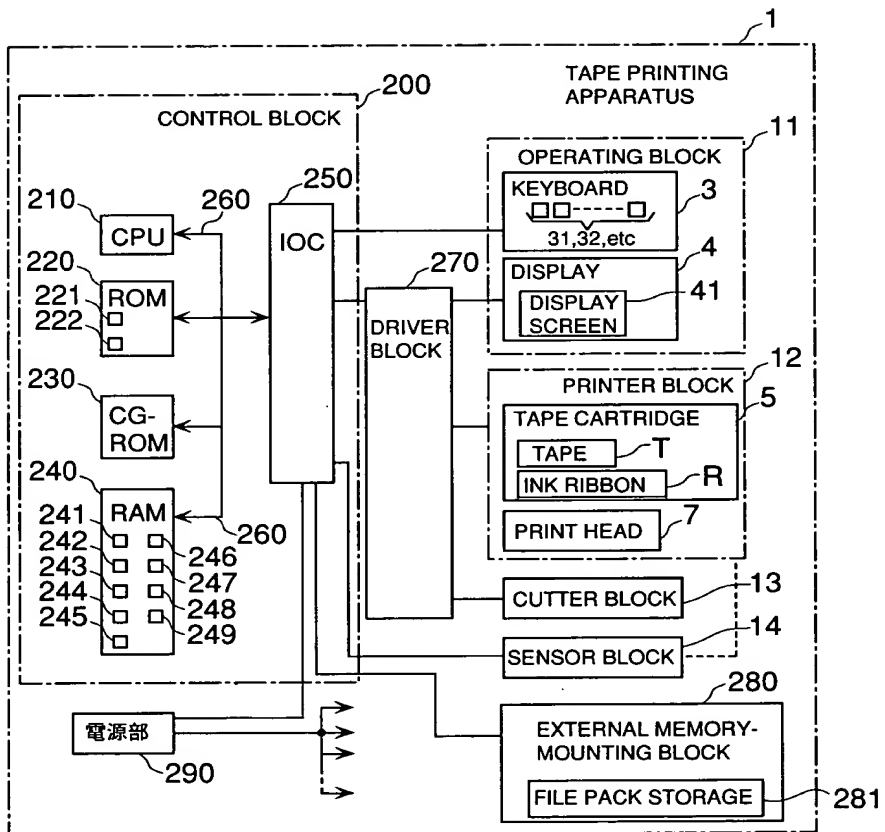 1
TAPE PRINTING
APPARATUS
200
CONTROL BLOCK
11
OPERATING BLOCK
KEYBOARD
3
31,32,etc
250
IOC
210
260
CPU
220
ROM
221
222
270
DRIVER
BLOCK
4
DISPLAY
41
DISPLAY
SCREEN
230
CG-
ROM
12
PRINTER BLOCK
5
TAPE CARTRIDGE
TAPE
T
INK RIBBON
R
7
PRINT HEAD
240
RAM
260
241
242
243
244
245
246
247
248
249
13
CUTTER BLOCK
14
SENSOR BLOCK
280
EXTERNAL MEMORY-
MOUNTING BLOCK
FILE PACK STORAGE
281
電源部
290